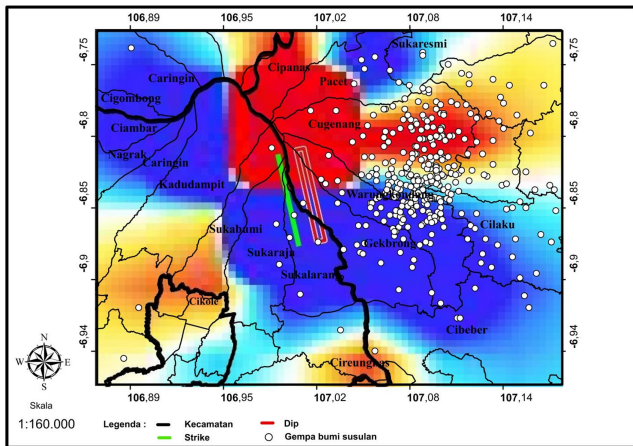 106,89 106,95 107,02 107,08 107,14
-6,75 -6,75
Sukaresmi
Cipanas
Caringin
Pacet
Cigombong
Cugenang
-6,8 -6,8
Ciambar
Nagrak
Caringin
Kadudampit
Warungkondang
-6,85 -6,85
Sukabumi
Cilaku
Gekbrong
Sukaraja
Sukalarang
-6,9 -6,9
Cikole
Cibeber
-6,94 -6,94
Cireunghas
106,89 106,95 107,02 107,08 107,14
N
W E
S
Skala
1:160.000
Legenda : Kecamatan Dip
Strike Gempa bumi susulan